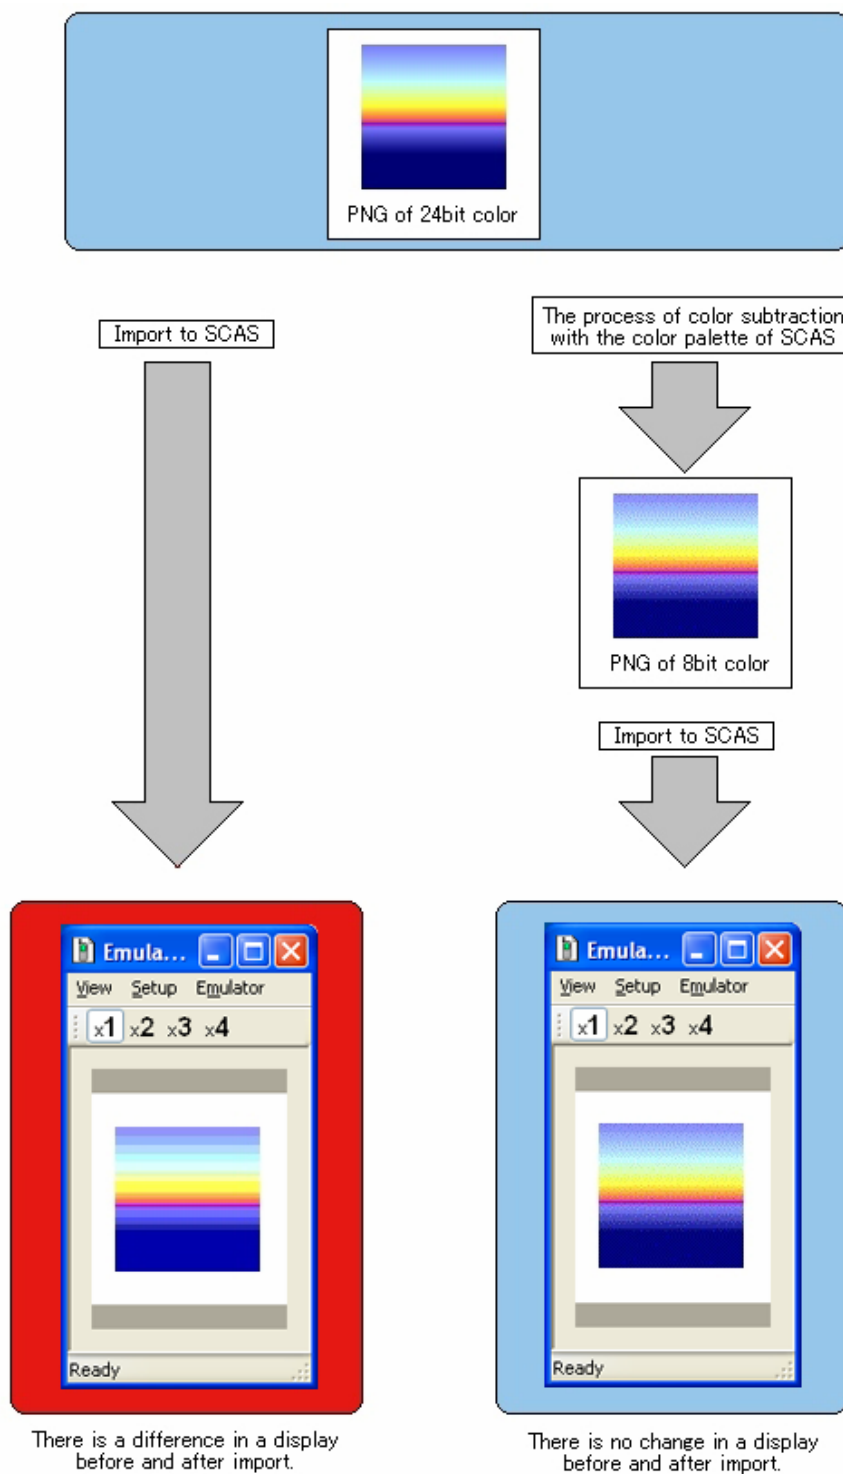 PNG of 24bit color
Import to SCAS
The process of color subtraction
with the color palette of SCAS
PNG of 8bit color
Import to SCAS
Emula...
View Setup Emulator
x1 x2 x3 x4
Ready
There is a difference in a display
before and after import.
Emula...
View Setup Emulator
x1 x2 x3 x4
Ready
There is no change in a display
before and after import.